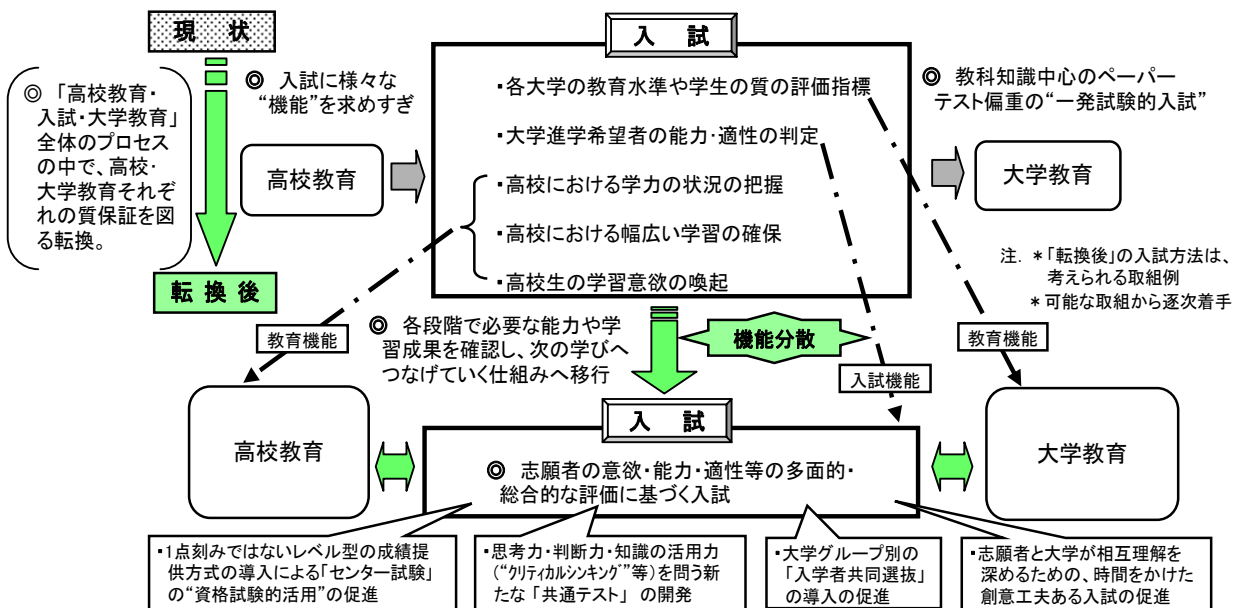 現 状
◎ 「高校教育・
入試・大学教育」
全体のプロセス
の中で、高校・
大学教育それぞ
れの質保証を図
る転換。
転 換 後
◎ 入試に様々な
“機能”を求めすぎ
高校教育
入 試
・各大学の教育水準や学生の質の評価指標
・大学進学希望者の能力・適性の判定
・高校における学力の状況の把握
・高校における幅広い学習の確保
・高校生の学習意欲の喚起
◎ 教科知識中心のペーパー
テスト偏重の“一発試験的入試”
大学教育
注. *「転換後」の入試方法は、
考えられる取組例
*可能な取組から逐次着手
教育機能
◎ 各段階で必要な能力や学
習成果を確認し、次の学びへ
つなげていく仕組みへ移行
機能分散
入試機能
教育機能
高校教育
入 試
◎ 志願者の意欲・能力・適性等の多面的・
総合的な評価に基づく入試
大学教育
・1点刻みではないレベル型の成績提
供方式の導入による「センター試験」
の“資格試験的活用”の促進
・思考力・判断力・知識の活用力
(“クリティカルシンキング”等)を問う新
たな「共通テスト」 の開発
・大学グループ別の
「入学者共同選抜」
の導入の促進
・志願者と大学が相互理解を
深めるための、時間をかけた
創意工夫ある入試の促進